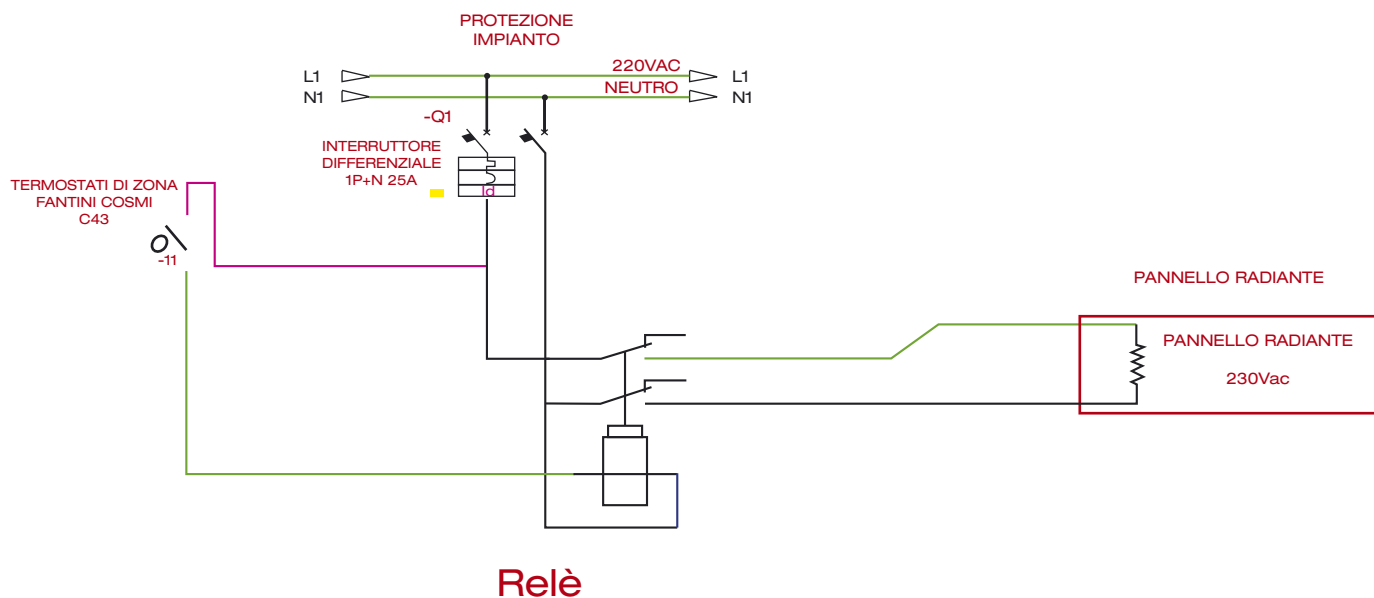 PROTEZIONE
IMPIANTO
L1
220VAC
L1
N1
NEUTRO
N1
-Q1
INTERRUTTORE
DIFFERENZIALE
1P+N 25A
Id
TERMOSTATI DI ZONA
FANTINI COSMI
C43
-11
PANNELLO RADIANTE
PANNELLO RADIANTE
230Vac
Relè